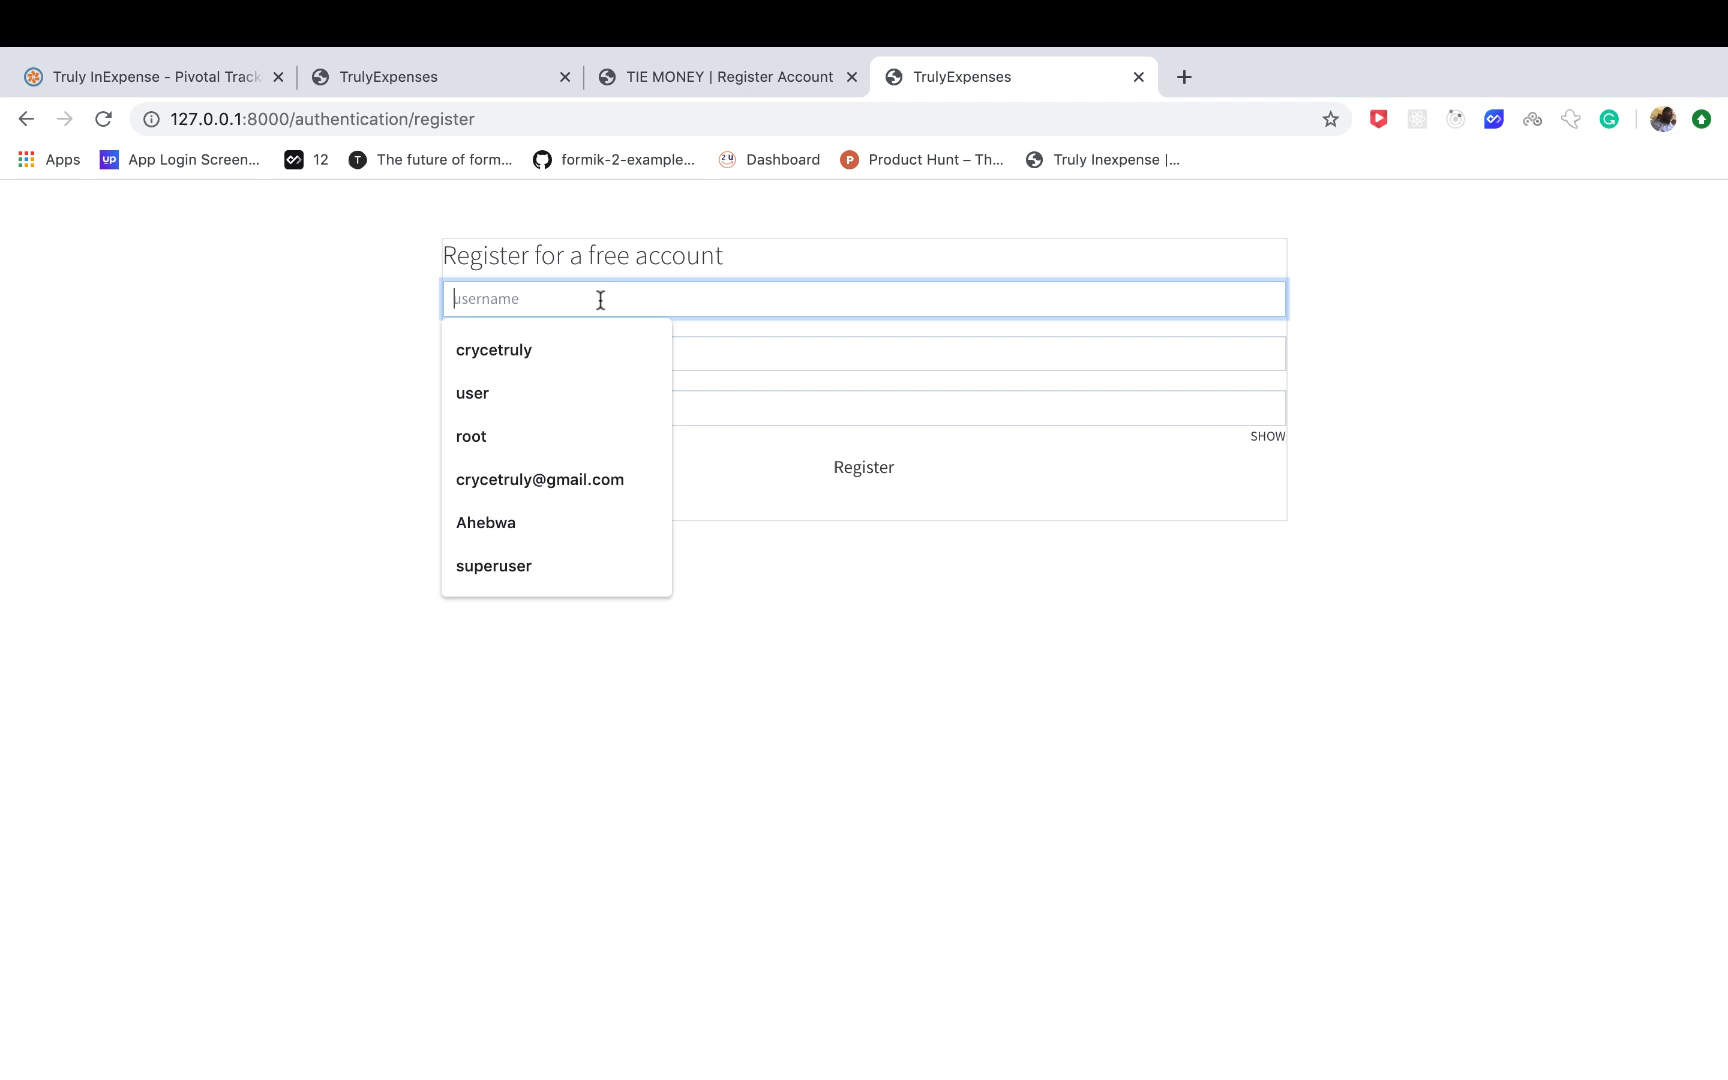 Truly InExpense - Pivotal Track
TrulyExpenses
TIE MONEY | Register Account
TrulyExpenses
127.0.0.1:8000/authentication/register
Apps
up
App Login Screen...
12
T
The future of form...
formik-2-example...
2U
Dashboard
P
Product Hunt – Th...
Truly Inexpense |...
Register for a free account
username
crycetruly
user
root
SHOW
Register
crycetruly@gmail.com
Ahebwa
superuser